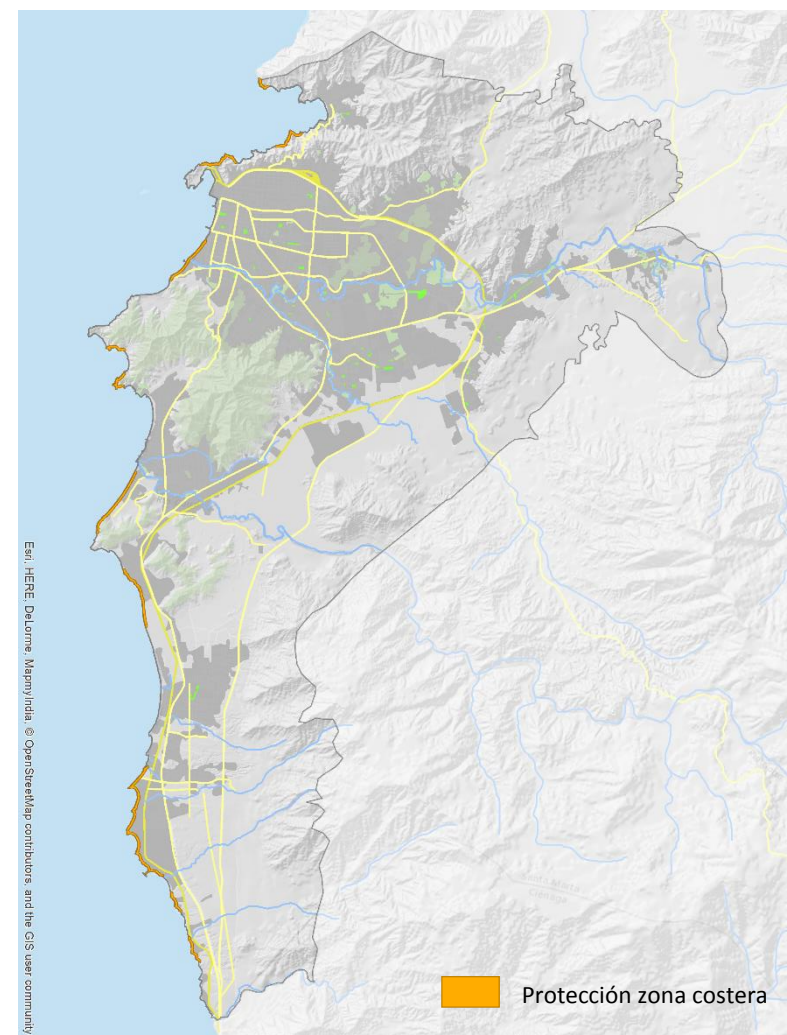 Esri, HERE, DeLorme, MapmyIndia, © OpenStreetMap contributors, and the GIS user community
Protección zona costera